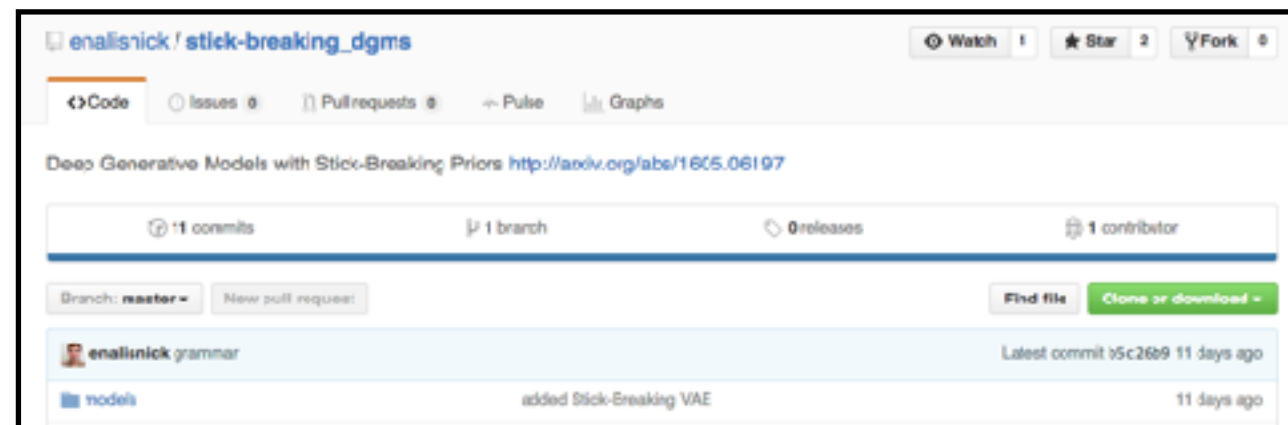 enalisnick / stick-breaking_dgms Watch 1 Star 2 Fork 0
<>Code Issues 0 Pull requests 0 Pulse Graphs
Deep Generative Models with Stick-Breaking Priors http://arxiv.org/abs/1605.06197
11 commits 1 branch 0 releases 1 contributor
Branch: master New pull request Find file Clone or download
enalisnick grammar Latest commit b5c26b9 11 days ago
models added Stick-Breaking VAE 11 days ago